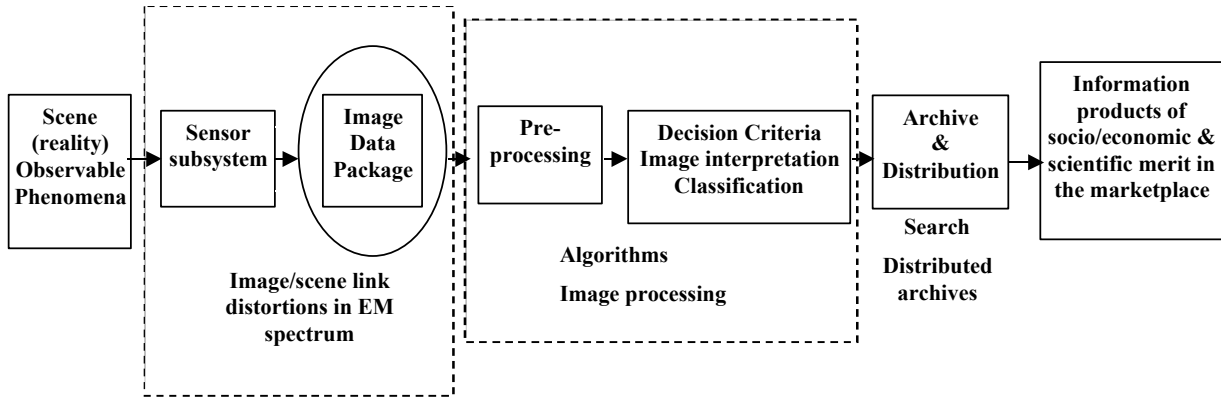 Scene
(reality)
Observable
Phenomena
Sensor
subsystem
Image
Data
Package
Image/scene link
distortions in EM
spectrum
Pre-
processing
Decision Criteria
Image interpretation
Classification
Algorithms
Image processing
Archive
&
Distribution
Search
Distributed
archives
Information
products of
socio/economic &
scientific merit in
the marketplace